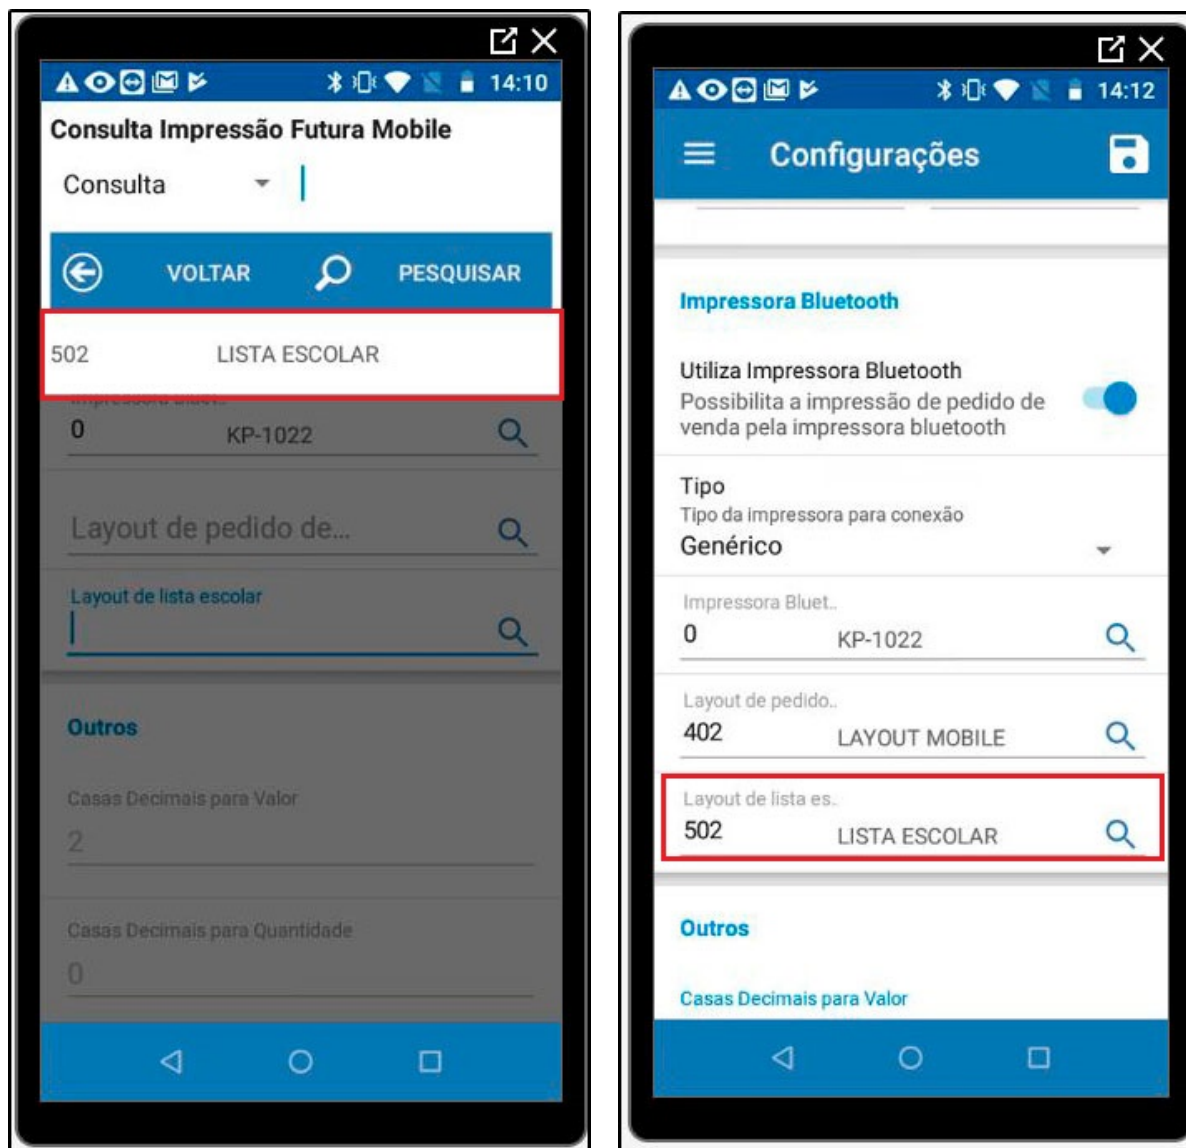 14:10
Consulta Impressão Futura Mobile
Consulta
VOLTAR PESQUISAR
502 LISTA ESCOLAR
0 KP-1022
Layout de pedido de...
Layout de lista escolar
Outros
Casas Decimais para Valor
2
Casas Decimais para Quantidade
0
14:12
Configurações
Impressora Bluetooth
Utiliza Impressora Bluetooth
Possibilita a impressão de pedido de
venda pela impressora bluetooth
Tipo
Tipo da impressora para conexão
Genérico
Impressora Bluet..
0 KP-1022
Layout de pedido..
402 LAYOUT MOBILE
Layout de lista es..
502 LISTA ESCOLAR
Outros
Casas Decimais para Valor